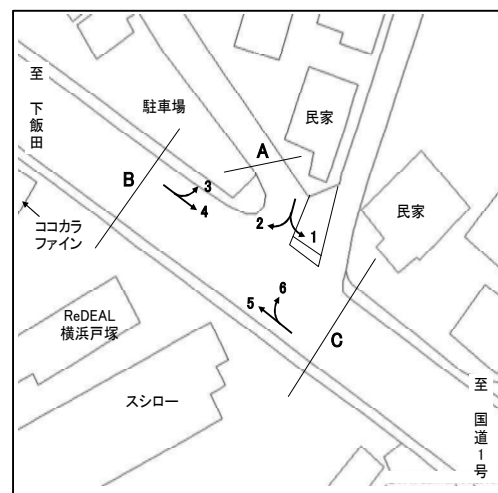 至
下
飯
田
駐車場
民家
A
B
3
4
2
1
民家
ココカラ
ファイン
6
5
C
ReDEAL
横浜戸塚
スシロー
至
国
道
1
号